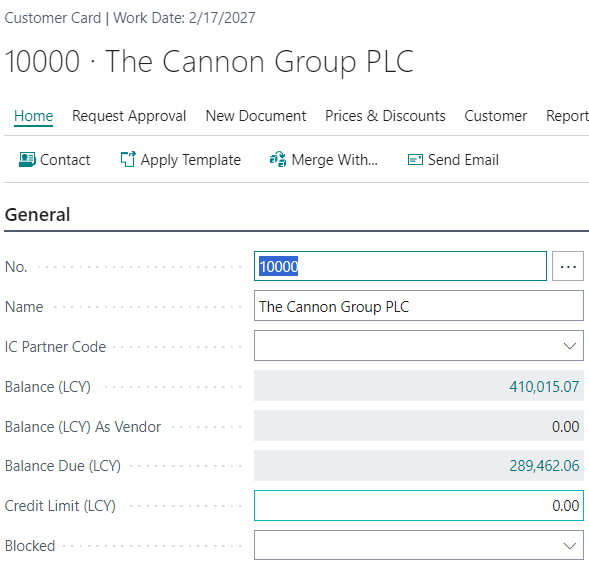 Customer Card | Work Date: 2/17/2027
10000 · The Cannon Group PLC
Home Request Approval New Document Prices & Discounts Customer Report
Contact Apply Template Merge With... Send Email
General
No. 10000 ...
Name The Cannon Group PLC
IC Partner Code
Balance (LCY) 410,015.07
Balance (LCY) As Vendor 0.00
Balance Due (LCY) 289,462.06
Credit Limit (LCY) 0.00
Blocked